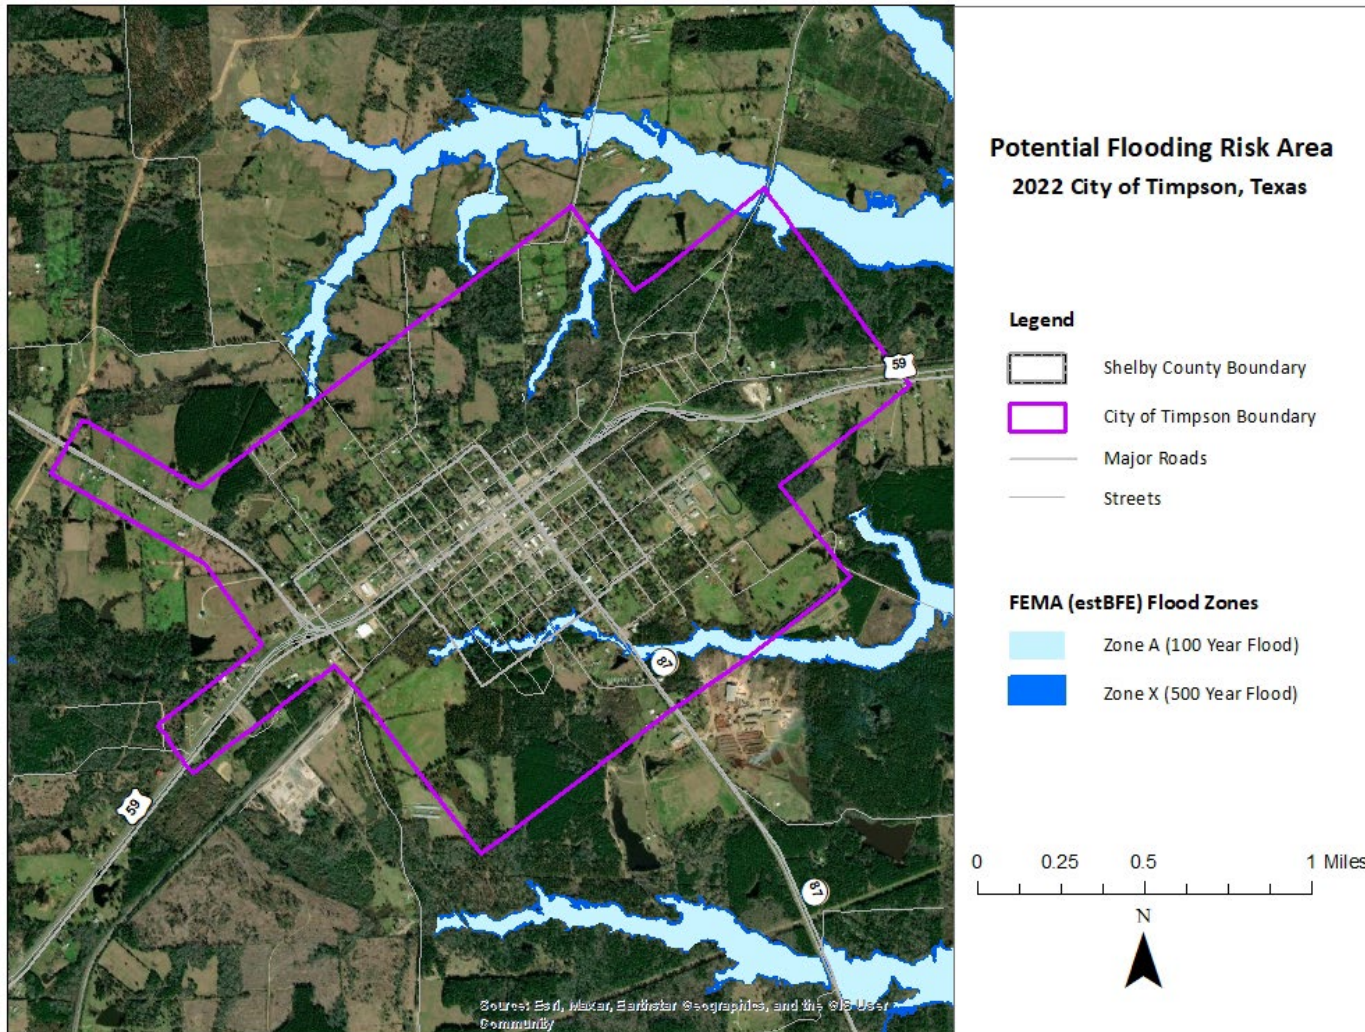 Potential Flooding Risk Area
2022 City of Timpson, Texas
Legend
Shelby County Boundary
City of Timpson Boundary
Major Roads
Streets
FEMA (estBFE) Flood Zones
Zone A (100 Year Flood)
Zone X (500 Year Flood)
0 0.25 0.5 1 Miles
N
59
87
59
87
Source: Esri, Maxar, Earthstar Geographics, and the GIS User
Community